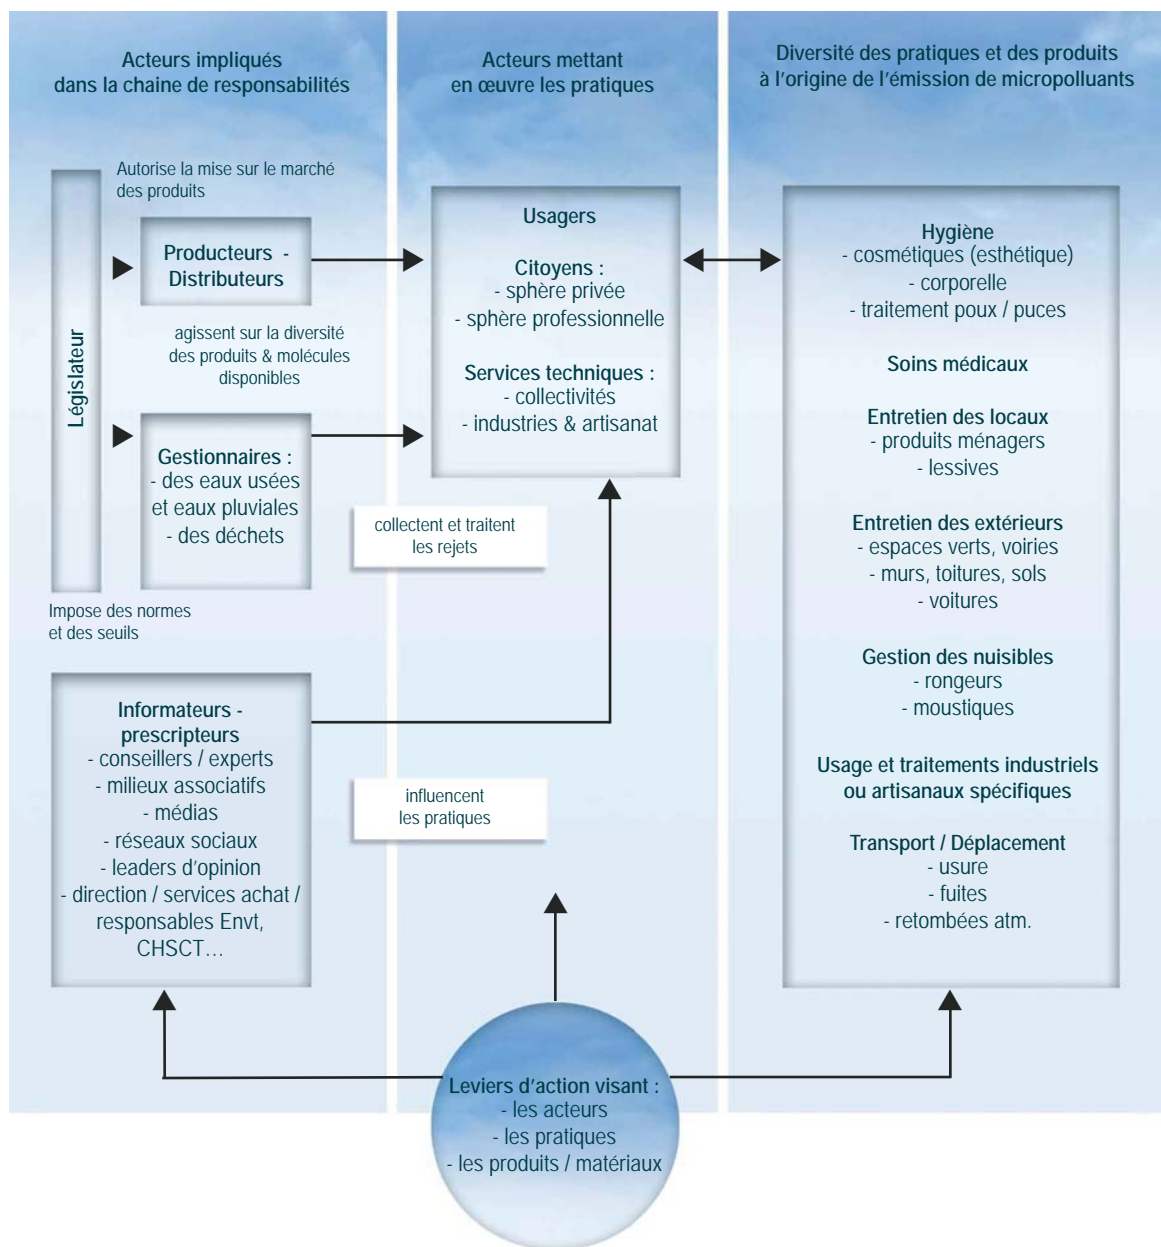 Acteurs impliqués
dans la chaine de responsabilités
Acteurs mettant
en œuvre les pratiques
Diversité des pratiques et des produits
à l'origine de l'émission de micropolluants
Autorise la mise sur le marché
des produits
Législateur
Producteurs -
Distributeurs
agissent sur la diversité
des produits & molécules
disponibles
Gestionnaires :
- des eaux usées
et eaux pluviales
- des déchets
Impose des normes
et des seuils
Informateurs -
prescripteurs
- conseillers / experts
- milieux associatifs
- médias
- réseaux sociaux
- leaders d'opinion
- direction / services achat /
responsables Envt,
CHSCT…
Usagers
Citoyens :
- sphère privée
- sphère professionnelle
Services techniques :
- collectivités
- industries & artisanat
collectent et traitent
les rejets
influencent
les pratiques
Hygiène
- cosmétiques (esthétique)
- corporelle
- traitement poux / puces
Soins médicaux
Entretien des locaux
- produits ménagers
- lessives
Entretien des extérieurs
- espaces verts, voiries
- murs, toitures, sols
- voitures
Gestion des nuisibles
- rongeurs
- moustiques
Usage et traitements industriels
ou artisanaux spécifiques
Transport / Déplacement
- usure
- fuites
- retombées atm.
Leviers d'action visant :
- les acteurs
- les pratiques
- les produits / matériaux